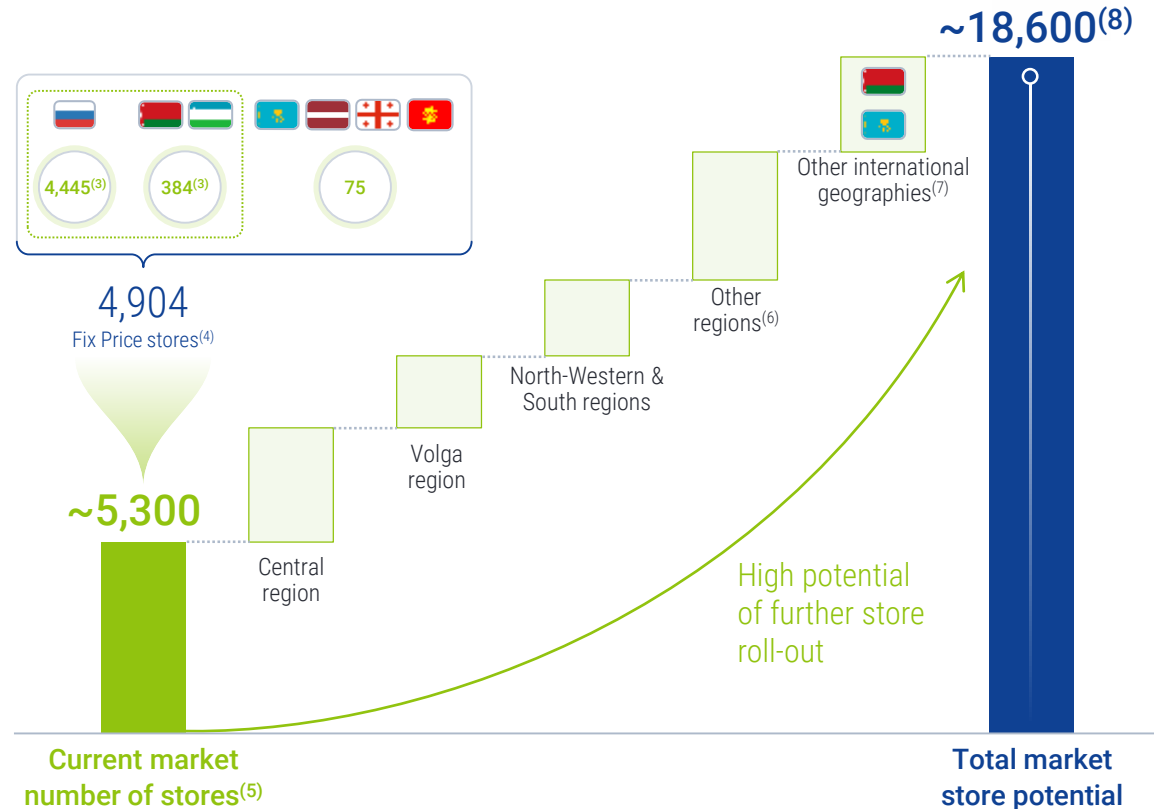 ~18,600(8)
4,445(3)
384(3)
75
4,904
Fix Price stores(4)
~5,300
Central
region
Volga
region
North-Western &
South regions
Other
regions(6)
Other international
geographies(7)
High potential
of further store
roll-out
Current market
number of stores(5)
Total market
store potential